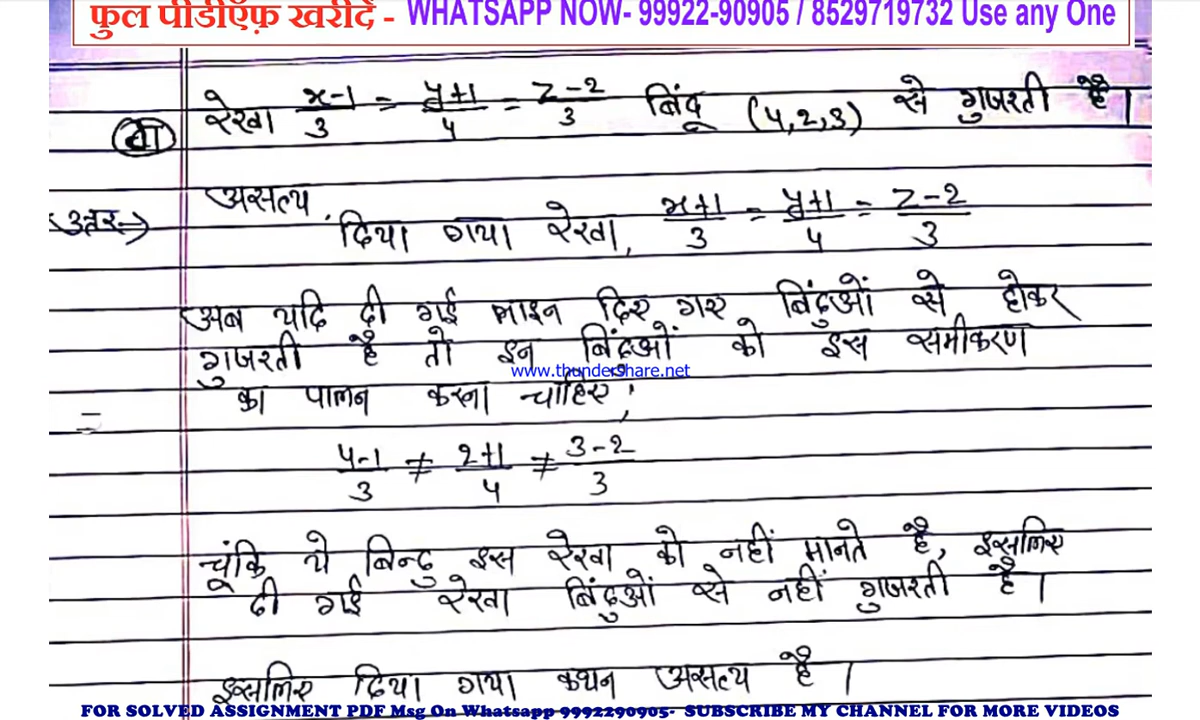 फुल पीडीऍफ़ खरीदें - WHATSAPP NOW- 99922-90905 / 8529719732 Use any One
रेखा x-1/3 = y+1/4 = z-2/3 बिंदू (4,2,3) से गुजरती है।
उत्तर⇒ असत्य,
दिया गया रेखा, x+1/3 = y+1/4 = z-2/3
अब यदि दी गई लाइन दिए गए बिंदुओं से होकर
गुजरती है तो इन बिंदुओं को इस समीकरण
www.thundershare.net
का पालन करना चाहिए;
=
4-1/3 ≠ 2+1/4 ≠ 3-2/3
चूंकि ये बिन्दु इस रेखा को नहीं मानते है, इसलिए
दी गई रेखा बिंदुओं से नहीं गुजरती है।
इसलिए दिया गया कथन असत्य है।
FOR SOLVED ASSIGNMENT PDF Msg On Whatsapp 9992290905- SUBSCRIBE MY CHANNEL FOR MORE VIDEOS